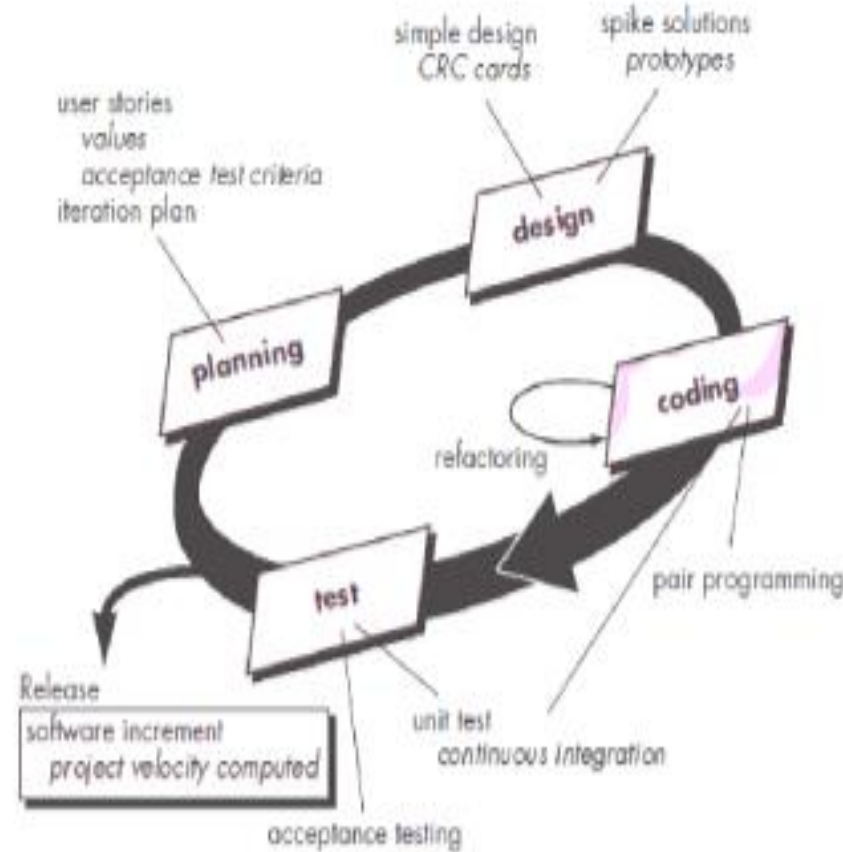 simple design
CRC cards
spike solutions
prototypes
user stories
values
acceptance test criteria
iteration plan
design
planning
coding
refactoring
test
pair programming
Release
software increment
project velocity computed
unit test
continuous integration
acceptance testing